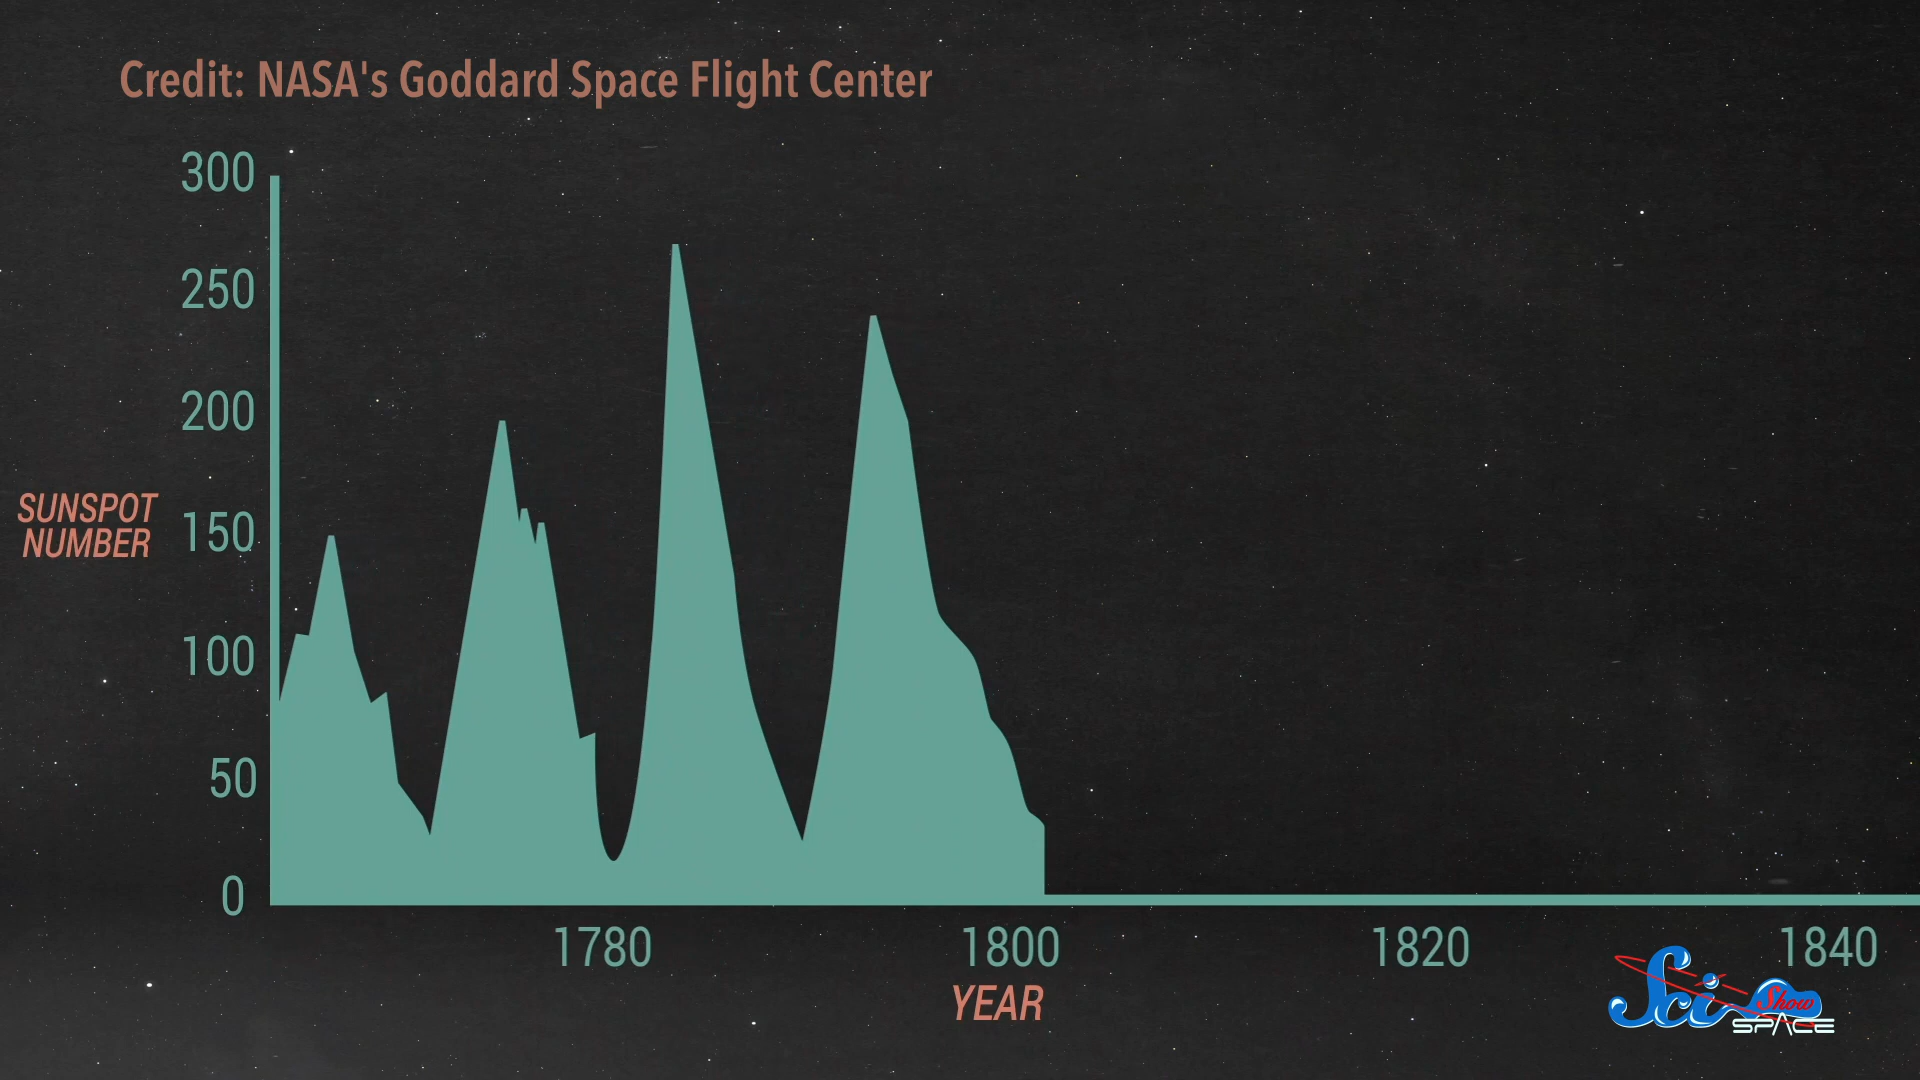 Credit: NASA's Goddard Space Flight Center
300
250
200
SUNSPOT
NUMBER
150
100
50
0
1780
1800
1820
1840
YEAR
Sci
Show
SPACE